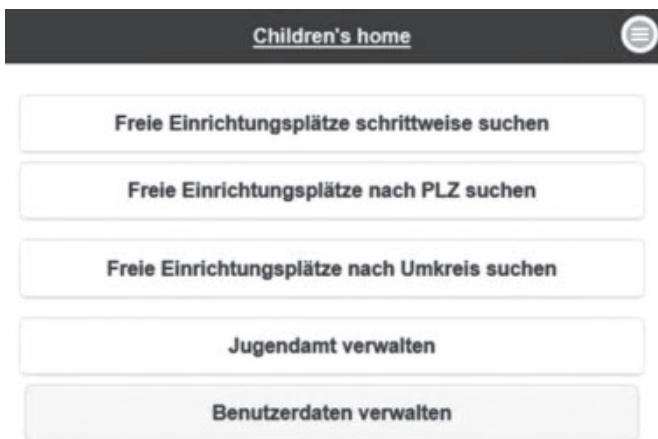 Children's home
Freie Einrichtungsplätze schrittweise suchen
Freie Einrichtungsplätze nach PLZ suchen
Freie Einrichtungsplätze nach Umkreis suchen
Jugendamt verwalten
Benutzerdaten verwalten